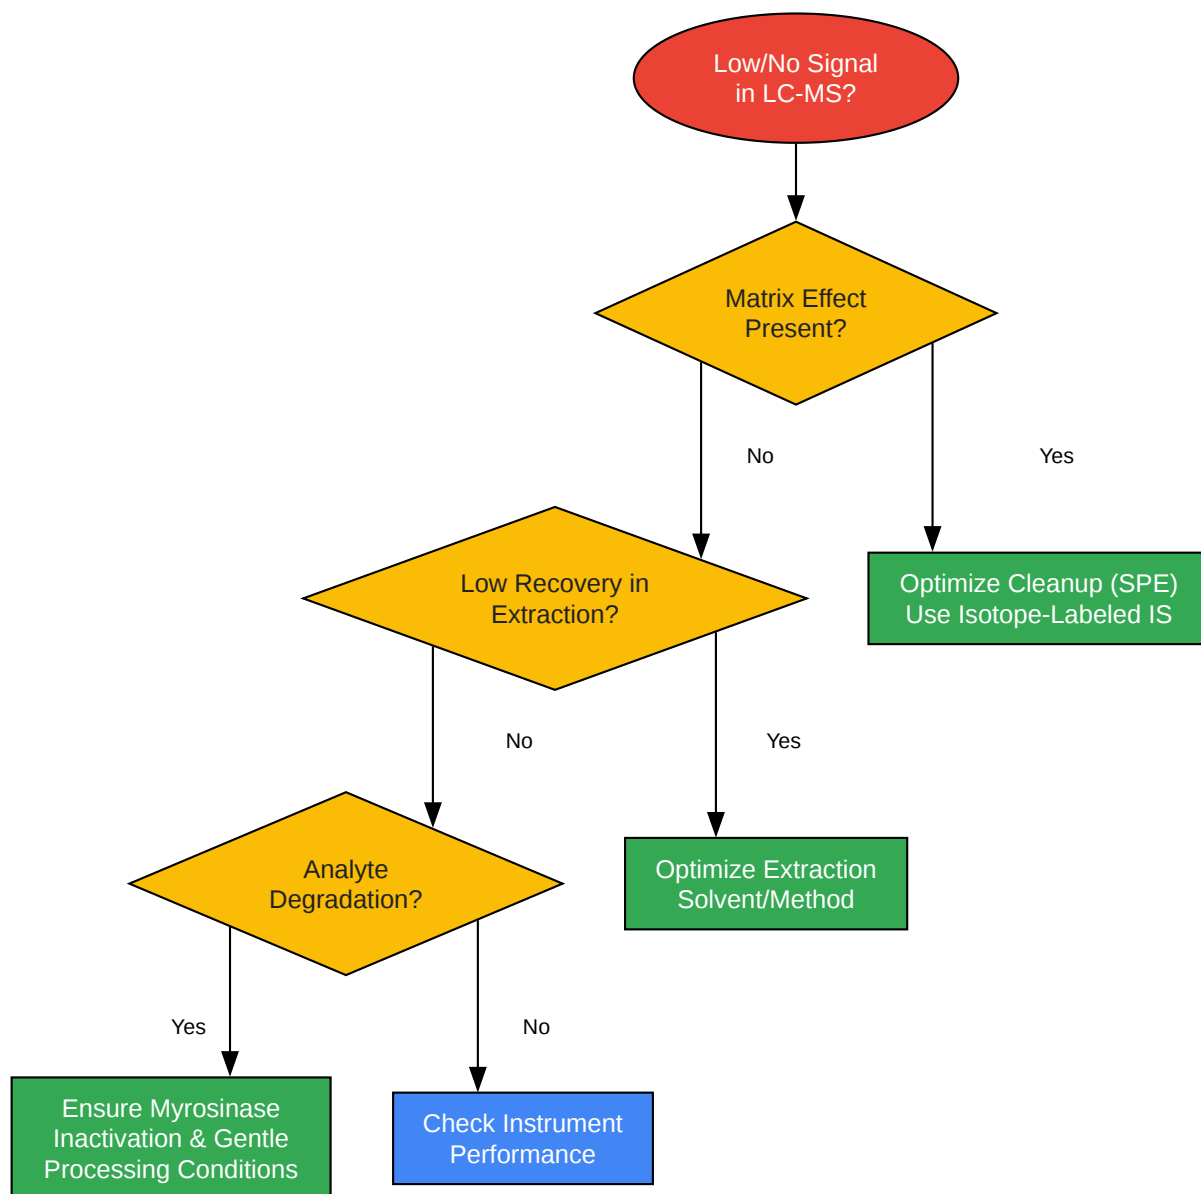 Low/No Signal
in LC-MS?
Matrix Effect
Present?
No
Yes
Low Recovery in
Extraction?
Optimize Cleanup (SPE)
Use Isotope-Labeled IS
No
Yes
Analyte
Degradation?
Optimize Extraction
Solvent/Method
Yes
No
Ensure Myrosinase
Inactivation & Gentle
Processing Conditions
Check Instrument
Performance